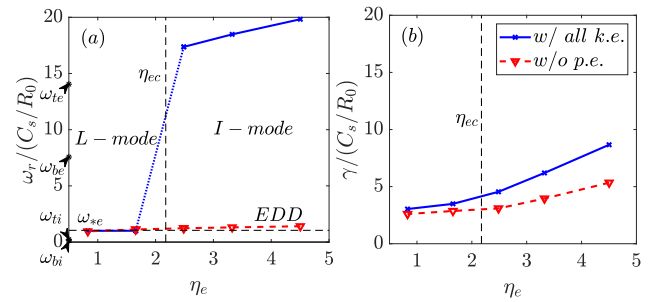 20
15
10
5
0
ω_r/(C_s/R_0)
ω_te
ω_be
ω_ti
ω_bi
(a)
η_ec
L − mode
I − mode
ω_*e
EDD
1 2 3 4 5
η_e
20
15
10
5
0
γ/(C_s/R_0)
(b)
w/ all k.e.
w/o p.e.
η_ec
1 2 3 4 5
η_e